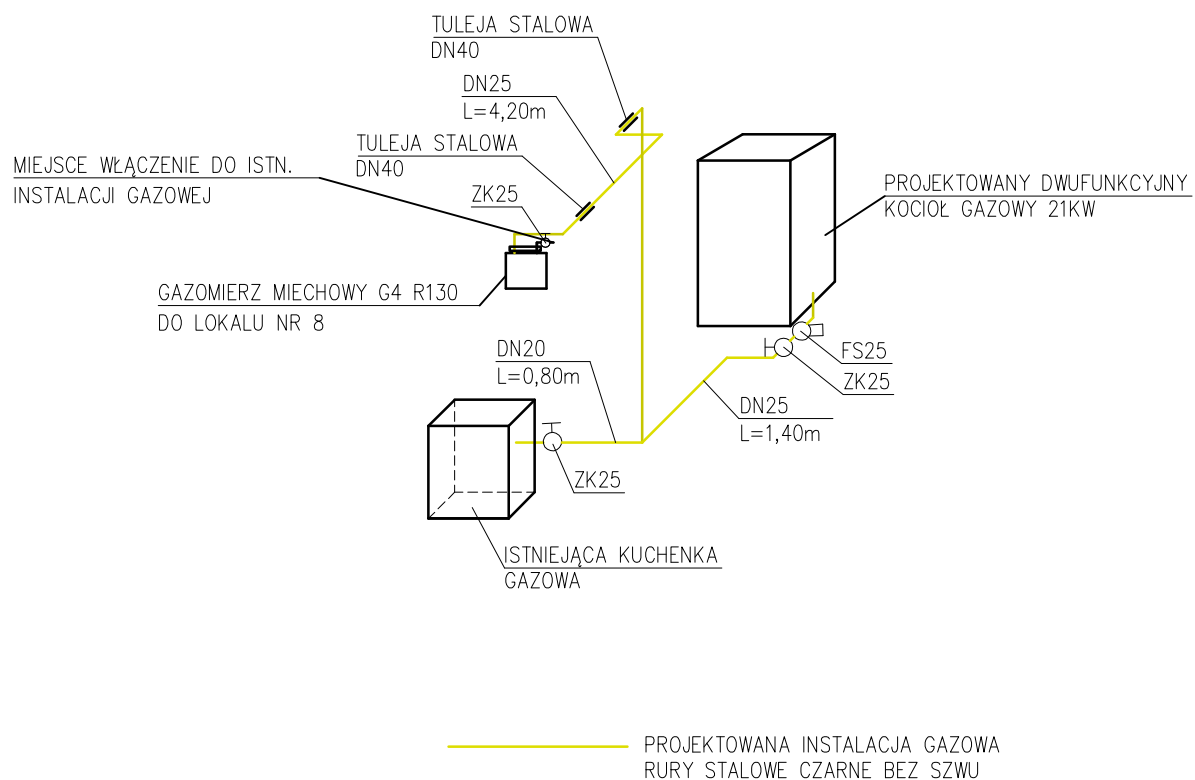 TULEJA STALOWA
DN40
DN25
L=4,20m
TULEJA STALOWA
DN40
MIEJSCE WŁĄCZENIE DO ISTN.
INSTALACJI GAZOWEJ
ZK25
PROJEKTOWANY DWUFUNKCYJNY
KOCIOŁ GAZOWY 21KW
GAZOMIERZ MIECHOWY G4 R130
DO LOKALU NR 8
DN20
L=0,80m
FS25
ZK25
DN25
L=1,40m
ZK25
ISTNIEJĄCA KUCHENKA
GAZOWA
PROJEKTOWANA INSTALACJA GAZOWA
RURY STALOWE CZARNE BEZ SZWU